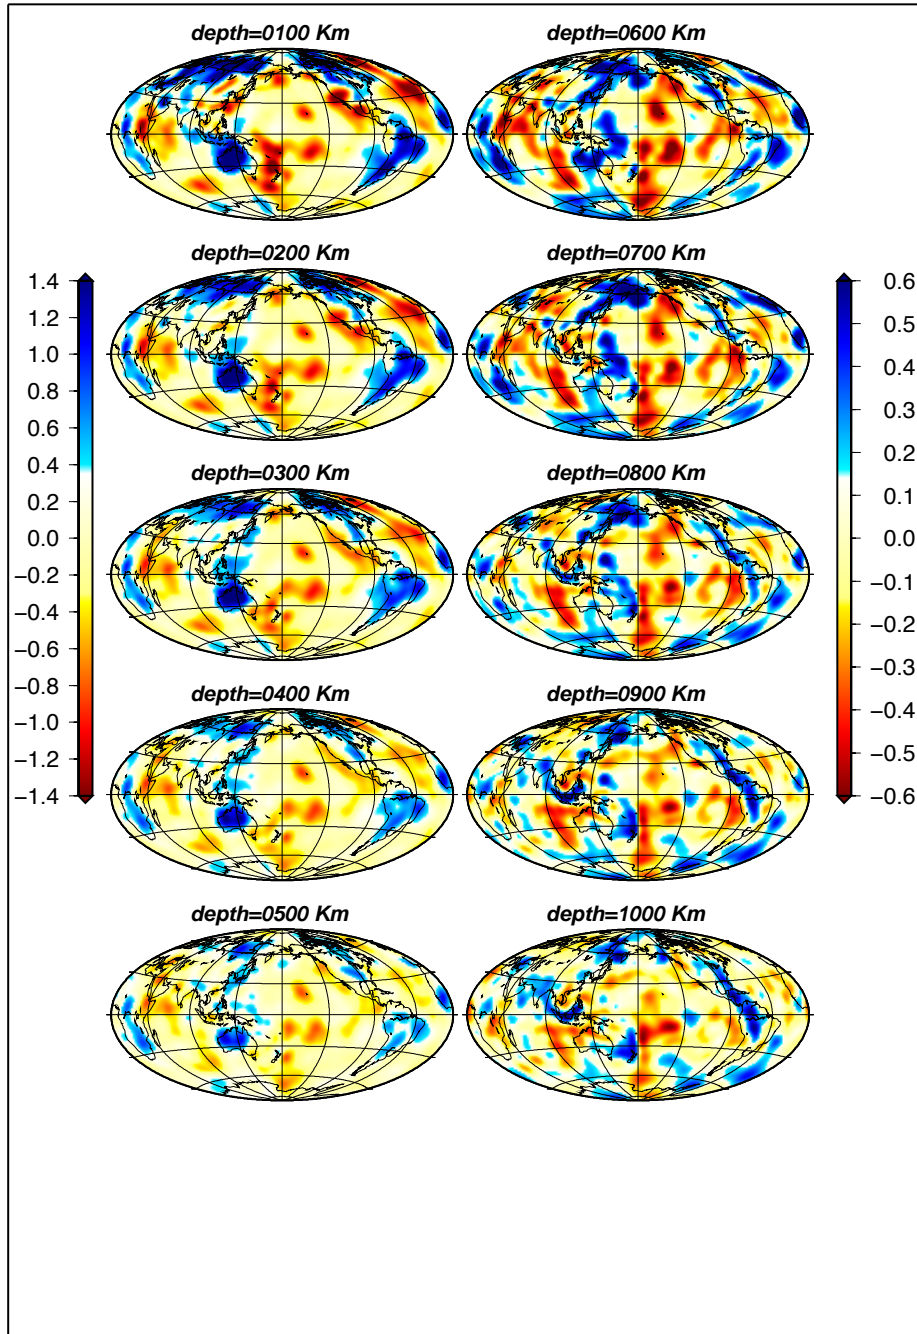 depth=0100 Km
depth=0600 Km
depth=0200 Km
depth=0700 Km
1.4
1.2
1.0
0.8
0.6
0.4
0.2
0.0
−0.2
−0.4
−0.6
−0.8
−1.0
−1.2
−1.4
0.6
0.5
0.4
0.3
0.2
0.1
0.0
−0.1
−0.2
−0.3
−0.4
−0.5
−0.6
depth=0300 Km
depth=0800 Km
depth=0400 Km
depth=0900 Km
depth=0500 Km
depth=1000 Km